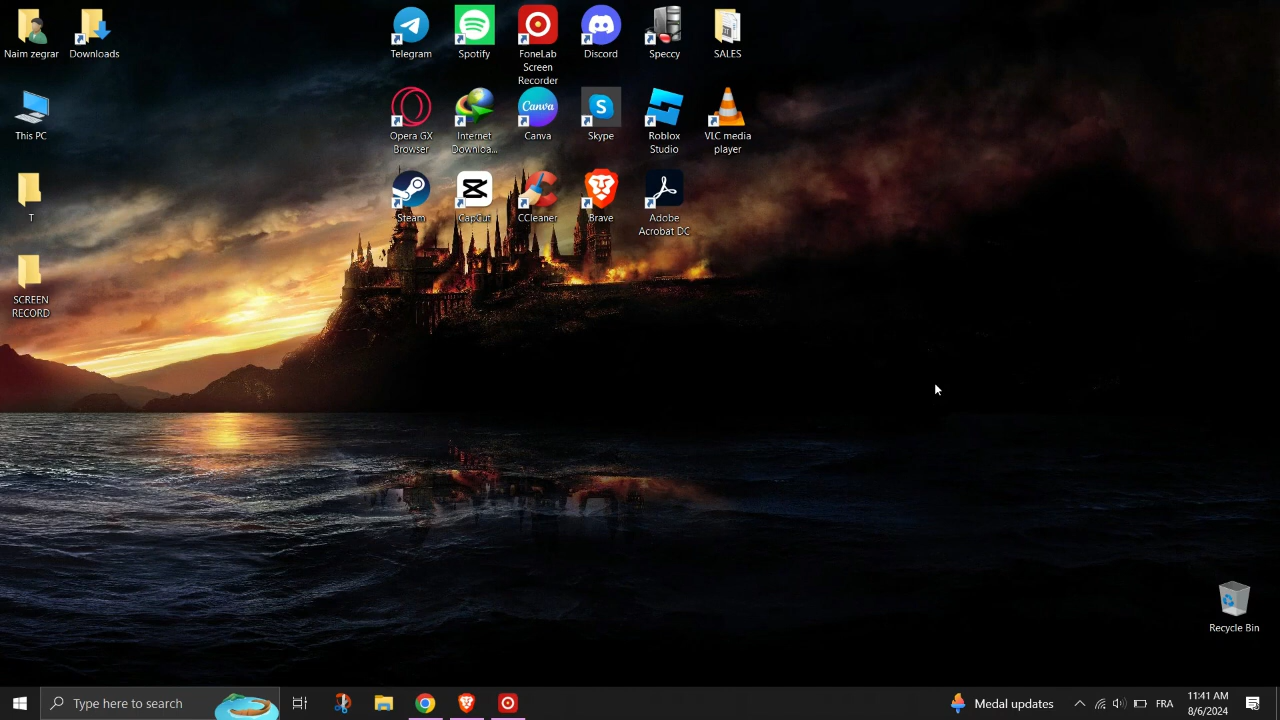 Naim zegrar
Downloads
Telegram
Spotify
FoneLab
Screen
Recorder
Discord
Speccy
SALES
This PC
Opera GX
Browser
Internet
Downloa...
Canva
Canva
S
Skype
Roblox
Studio
VLC media
player
T
Steam
CapCut
CCleaner
Brave
Adobe
Acrobat DC
SCREEN
RECORD
Recycle Bin
Type here to search
Medal updates
FRA
11:41 AM
8/6/2024